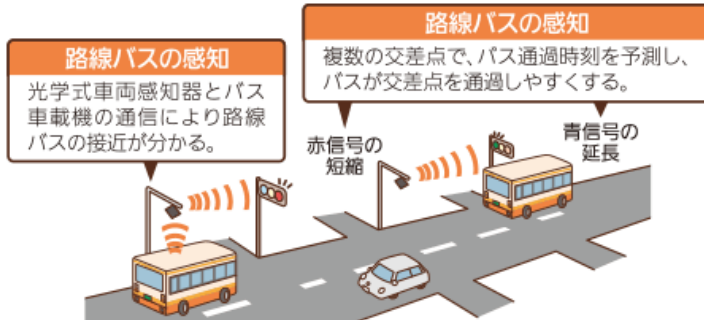 路線バスの感知
光学式車両感知器とバス
車載機の通信により路線
バスの接近が分かる。
路線バスの感知
複数の交差点で、バス通過時刻を予測し、
バスが交差点を通過しやすくする。
赤信号の
短縮
青信号の
延長